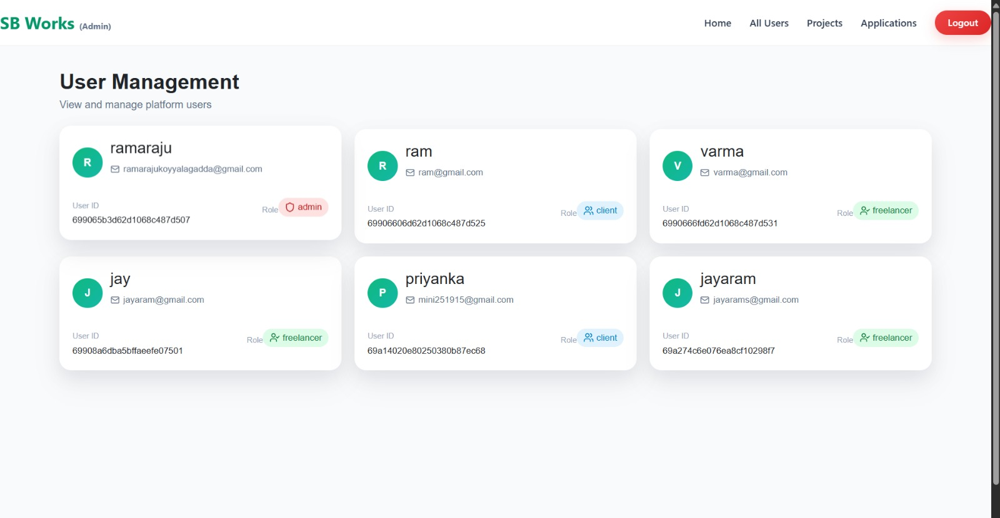 SB Works (Admin)
Home All Users Projects Applications Logout
User Management
View and manage platform users
R
ramaraju
ramarajukoyyalagadda@gmail.com
User ID
699065b3d62d1068c487d507
Role admin
R
ram
ram@gmail.com
User ID
69906606d62d1068c487d525
Role client
V
varma
varma@gmail.com
User ID
6990666fd62d1068c487d531
Role freelancer
J
jay
jayaram@gmail.com
User ID
69908a6dba5bffaeefe07501
Role freelancer
P
priyanka
mini251915@gmail.com
User ID
69a14020e80250380b87ec68
Role client
J
jayaram
jayarams@gmail.com
User ID
69a274c6e076ea8cf10298f7
Role freelancer